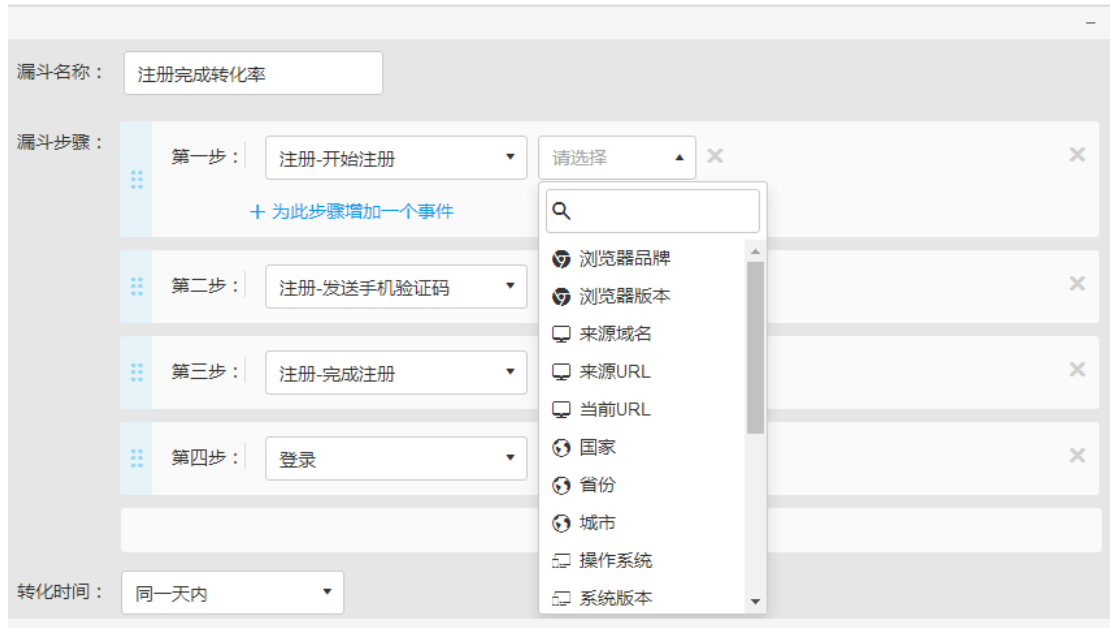 漏斗名称：
注册完成转化率
漏斗步骤：
第一步：
注册-开始注册
请选择
+ 为此步骤增加一个事件
第二步：
注册-发送手机验证码
第三步：
注册-完成注册
第四步：
登录
浏览器品牌
浏览器版本
来源域名
来源URL
当前URL
国家
省份
城市
操作系统
系统版本
转化时间：
同一天内